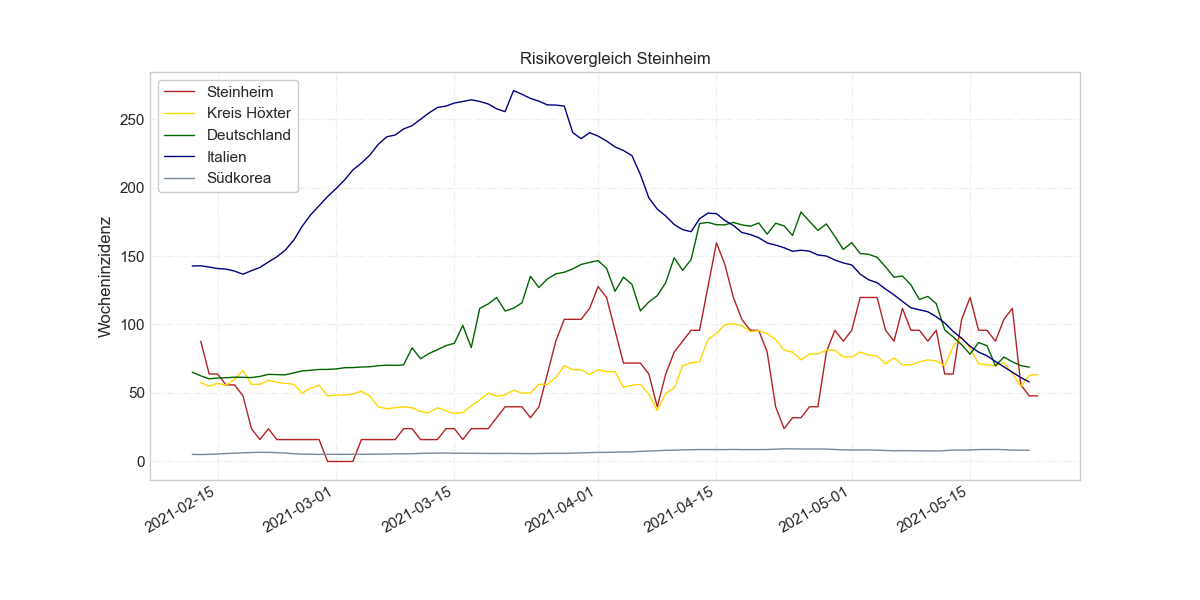 Risikovergleich Steinheim
Steinheim
Kreis Höxter
Deutschland
Italien
Südkorea
Wocheninzidenz
250
200
150
100
50
0
2021-02-15
2021-03-01
2021-03-15
2021-04-01
2021-04-15
2021-05-01
2021-05-15